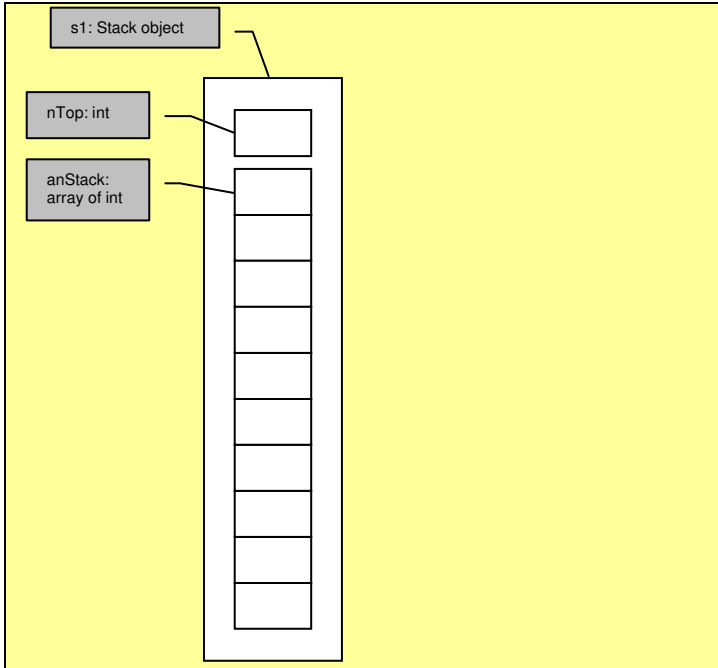 s1: Stack object
nTop: int
anStack:
array of int